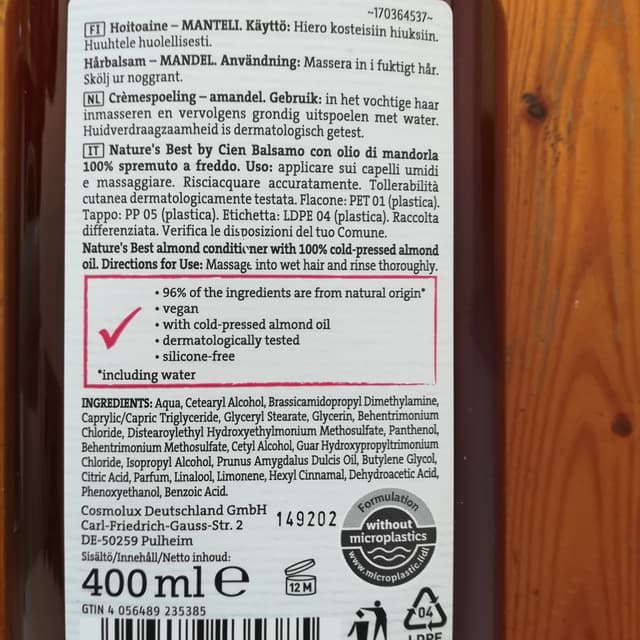 ~170364537~
FI Hoitoaine – MANTELI. Käyttö: Hiero kosteisiin hiuksiin.
Huuhtele huolellisesti.
Hårbalsam – MANDEL. Användning: Massera in i fuktigt hår.
Skölj ur noggrant.
NL Crèmespoeling – amandel. Gebruik: in het vochtige haar
inmasseren en vervolgens grondig uitspoelen met water.
Huidverdraagzaamheid is dermatologisch getest.
IT Nature's Best by Cien Balsamo con olio di mandorla
100% spremuto a freddo. Uso: applicare sui capelli umidi
e massaggiare. Risciacquare accuratamente. Tollerabilità
cutanea dermatologicamente testata. Flacone: PET 01 (plastica).
Tappo: PP 05 (plastica). Etichetta: LDPE 04 (plastica). Raccolta
differenziata. Verifica le disposizioni del tuo Comune.
Nature's Best almond conditioner with 100% cold-pressed almond
oil. Directions for Use: Massage into wet hair and rinse thoroughly.
• 96% of the ingredients are from natural origin*
• vegan
• with cold-pressed almond oil
• dermatologically tested
• silicone-free
*including water
INGREDIENTS: Aqua, Cetearyl Alcohol, Brassicamidopropyl Dimethylamine,
Caprylic/Capric Triglyceride, Glyceryl Stearate, Glycerin, Behentrimonium
Chloride, Distearoylethyl Hydroxyethylmonium Methosulfate, Panthenol,
Behentrimonium Methosulfate, Cetyl Alcohol, Guar Hydroxypropyltrimonium
Chloride, Isopropyl Alcohol, Prunus Amygdalus Dulcis Oil, Butylene Glycol,
Citric Acid, Parfum, Linalool, Limonene, Hexyl Cinnamal, Dehydroacetic Acid,
Phenoxyethanol, Benzoic Acid.
Cosmolux Deutschland GmbH
Carl-Friedrich-Gauss-Str. 2
DE-50259 Pulheim
149202
Formulation
without
microplastics
www.microplastic.lidl
Sisältö/Innehåll/Netto inhoud:
400 ml e
12 M
GTIN 4 056489 235385
04
LDPE